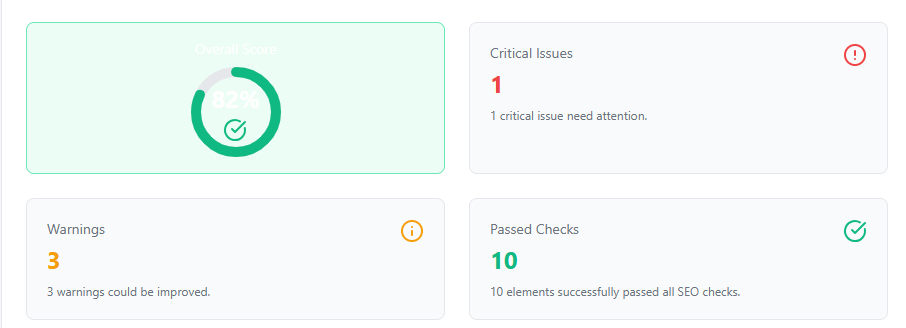 Overall Score
82%
Critical Issues
1
1 critical issue need attention.
Warnings
3
3 warnings could be improved.
Passed Checks
10
10 elements successfully passed all SEO checks.